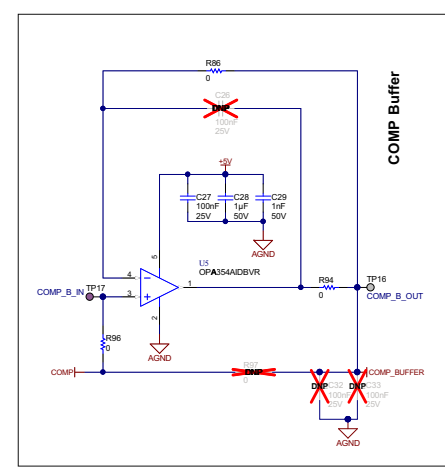 R86
0
C26
DNP
100nF
25V
COMP Buffer
+5V
C27
100nF
25V
C28
1µF
50V
C29
1nF
50V
AGND
U5
OPA354AIDBVR
5
4
3
1
2
TP17
COMP_B_IN
R94
0
TP16
COMP_B_OUT
R96
0
AGND
COMP
R97
DNP
0
COMP_BUFFER
DNP
C32
100nF
25V
DNP
C33
100nF
25V
AGND